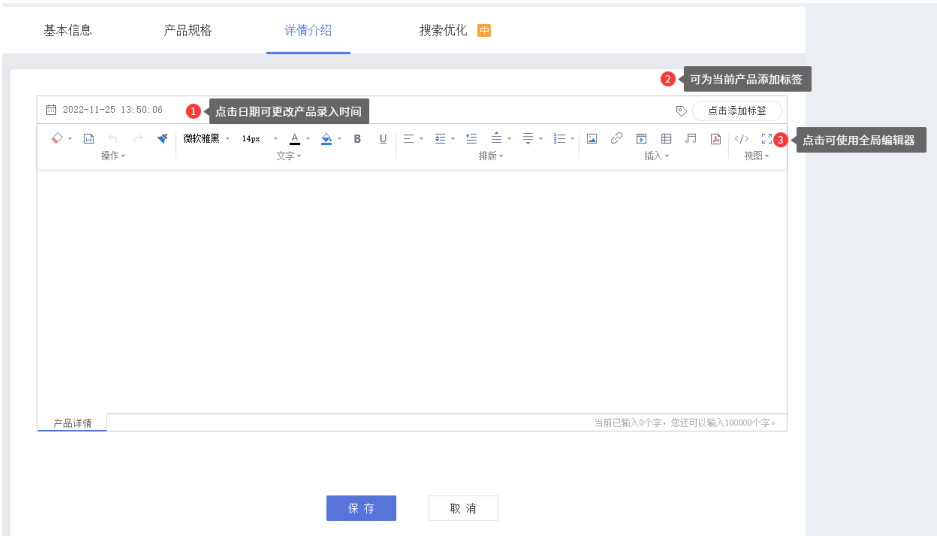 基本信息 产品规格 详情介绍 搜索优化 中
2 可为当前产品添加标签
2022-11-25 13:50:06 1 点击日期可更改产品录入时间 点击添加标签
微软雅黑 14px A B U 3 点击可使用全局编辑器
操作 文字 排版 插入 视图
产品详情 当前已输入0个字，您还可以输入100000个字。
保存 取消